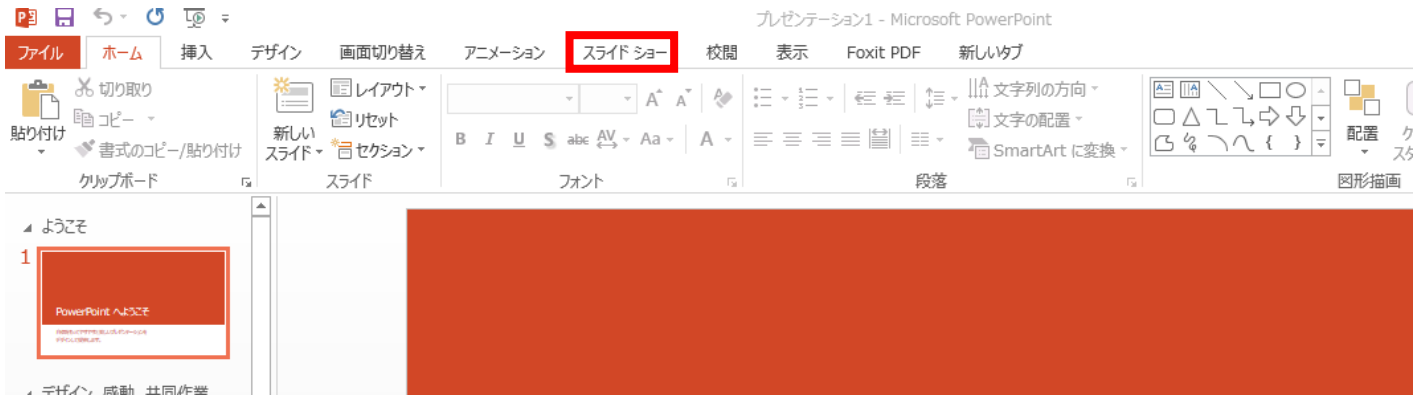 プレゼンテーション1 - Microsoft PowerPoint
ファイル ホーム 挿入 デザイン 画面切り替え アニメーション スライド ショー 校閲 表示 Foxit PDF 新しいタブ
切り取り レイアウト 文字列の方向
コピー リセット 文字の配置
貼り付け 新しい スライド B I U S abc AV Aa A 配置
書式のコピー/貼り付け セクション SmartArt に変換
クリップボード スライド フォント 段落 図形描画
ようこそ
1
PowerPoint へようこそ
デザイン、感動、共同作業